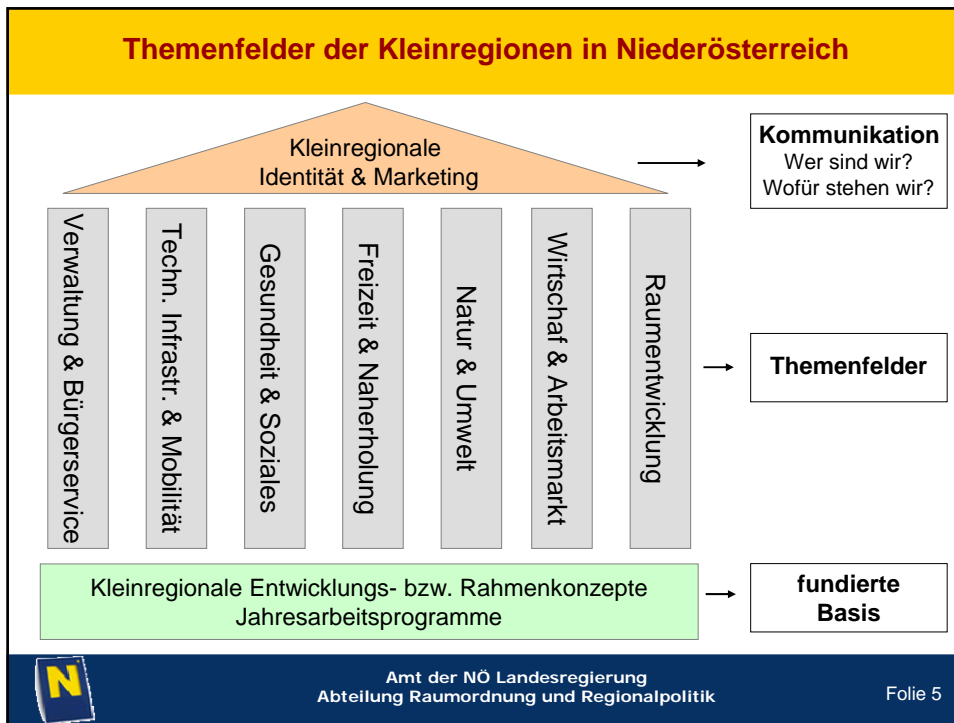 Themenfelder der Kleinregionen in Niederösterreich
Kleinregionale
Identität & Marketing
Kommunikation
Wer sind wir?
Wofür stehen wir?
Verwaltung & Bürgerservice
Techn. Infrastr. & Mobilität
Gesundheit & Soziales
Freizeit & Naherholung
Natur & Umwelt
Wirtschaf & Arbeitsmarkt
Raumentwicklung
Themenfelder
Kleinregionale Entwicklungs- bzw. Rahmenkonzepte
Jahresarbeitsprogramme
fundierte
Basis
N
Amt der NÖ Landesregierung
Abteilung Raumordnung und Regionalpolitik
Folie 5